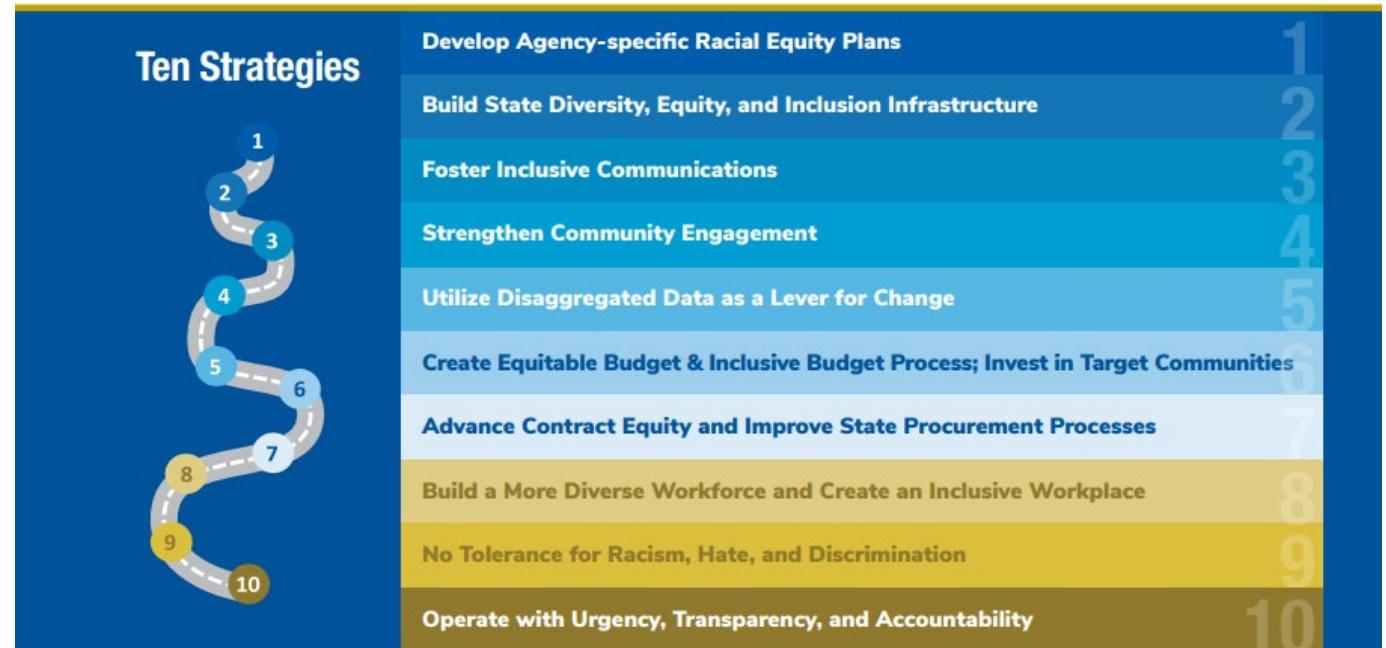 Ten Strategies
1
2
3
4
5
6
7
8
9
10
Develop Agency-specific Racial Equity Plans 1
Build State Diversity, Equity, and Inclusion Infrastructure 2
Foster Inclusive Communications 3
Strengthen Community Engagement 4
Utilize Disaggregated Data as a Lever for Change 5
Create Equitable Budget & Inclusive Budget Process; Invest in Target Communities 6
Advance Contract Equity and Improve State Procurement Processes 7
Build a More Diverse Workforce and Create an Inclusive Workplace 8
No Tolerance for Racism, Hate, and Discrimination 9
Operate with Urgency, Transparency, and Accountability 10